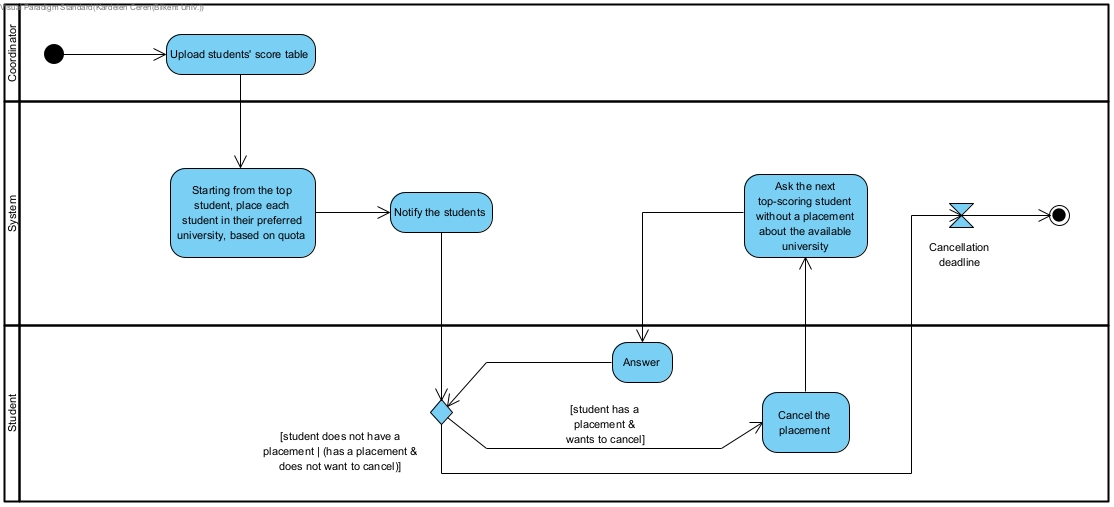 Visual Paradigm Standard(Kardelen Ceren(Bilkent Univ.))
Coordinator
Upload students' score table
System
Starting from the top
student, place each
student in their preferred
university, based on quota
Notify the students
Ask the next
top-scoring student
without a placement
about the available
university
Cancellation
deadline
Student
Answer
[student has a
placement &
wants to cancel]
Cancel the
placement
[student does not have a
placement | (has a placement &
does not want to cancel)]